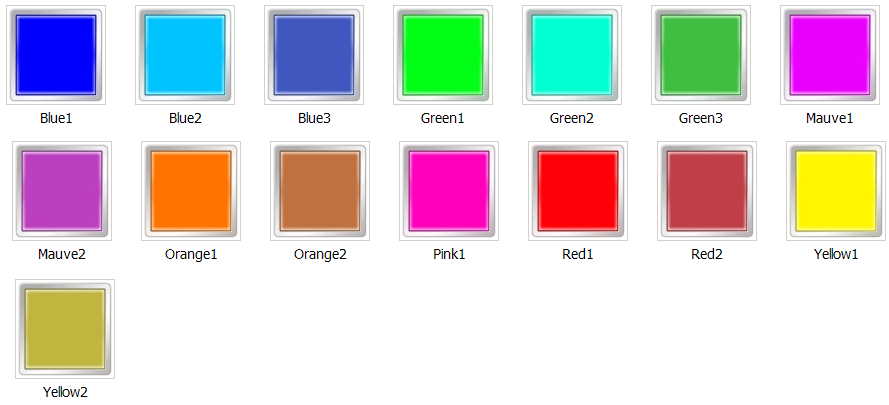 Blue1 Blue2 Blue3 Green1 Green2 Green3 Mauve1
Mauve2 Orange1 Orange2 Pink1 Red1 Red2 Yellow1
Yellow2